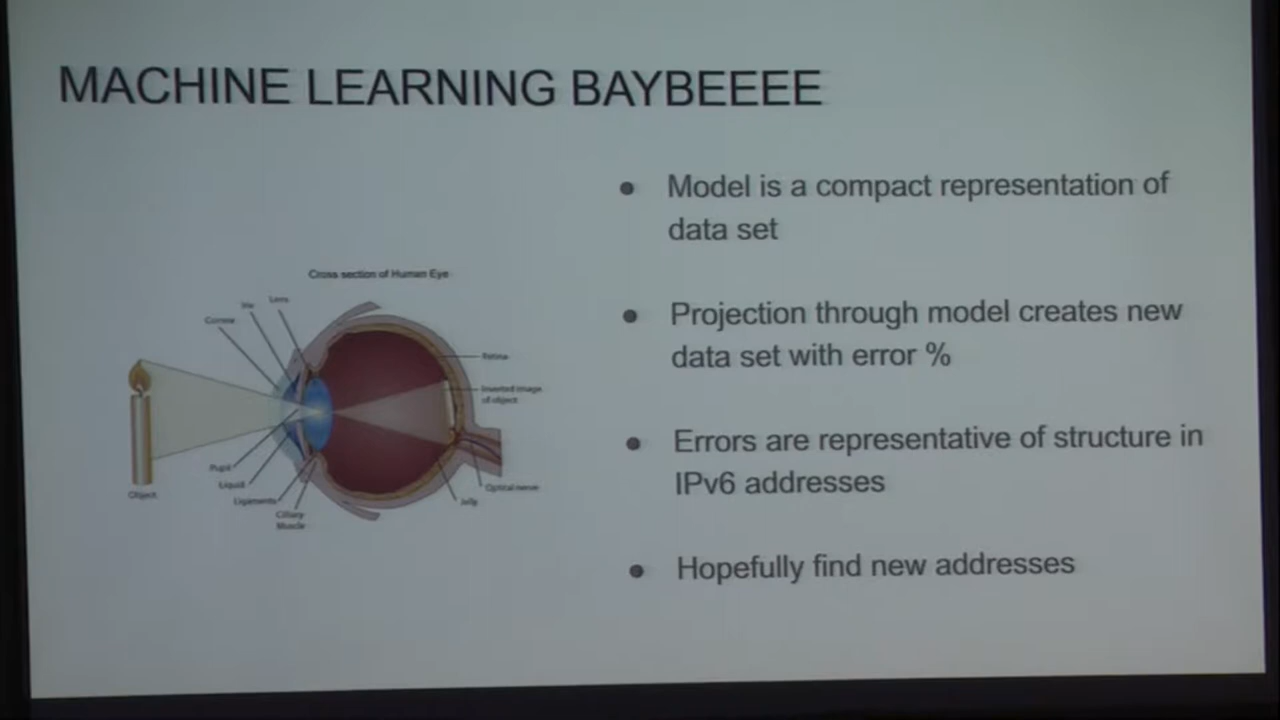 MACHINE LEARNING BAYBEEEE
Model is a compact representation of
data set
Projection through model creates new
data set with error %
Errors are representative of structure in
IPv6 addresses
Hopefully find new addresses
Cross section of Human Eye
Lens
Iris
Cornea
Retina
Inverted image
of object
Pupil
Liquid
Ligaments
Ciliary
Muscle
Object
Optical nerve
Jelly